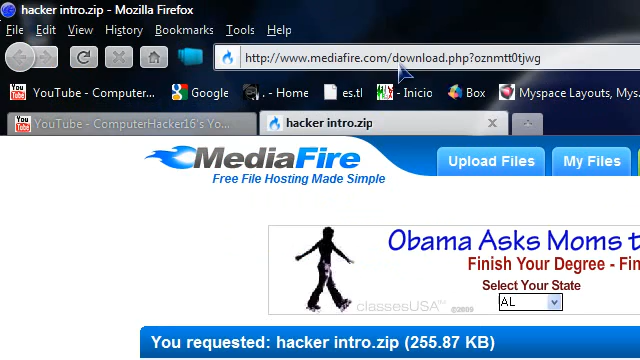 hacker intro.zip - Mozilla Firefox
File Edit View History Bookmarks Tools Help
http://www.mediafire.com/download.php?oznmtt0tjwg
YouTube - YouTube Google . - Home es.tl - Inicio Box Myspace Layouts, Mys
YouTube - ComputerHacker16's Yo... hacker intro.zip
MediaFire Upload Files My Files
Free File Hosting Made Simple
Obama Asks Moms t
Finish Your Degree - Fin
Select Your State
AL
classesUSA ©2009
You requested: hacker intro.zip (255.87 KB)